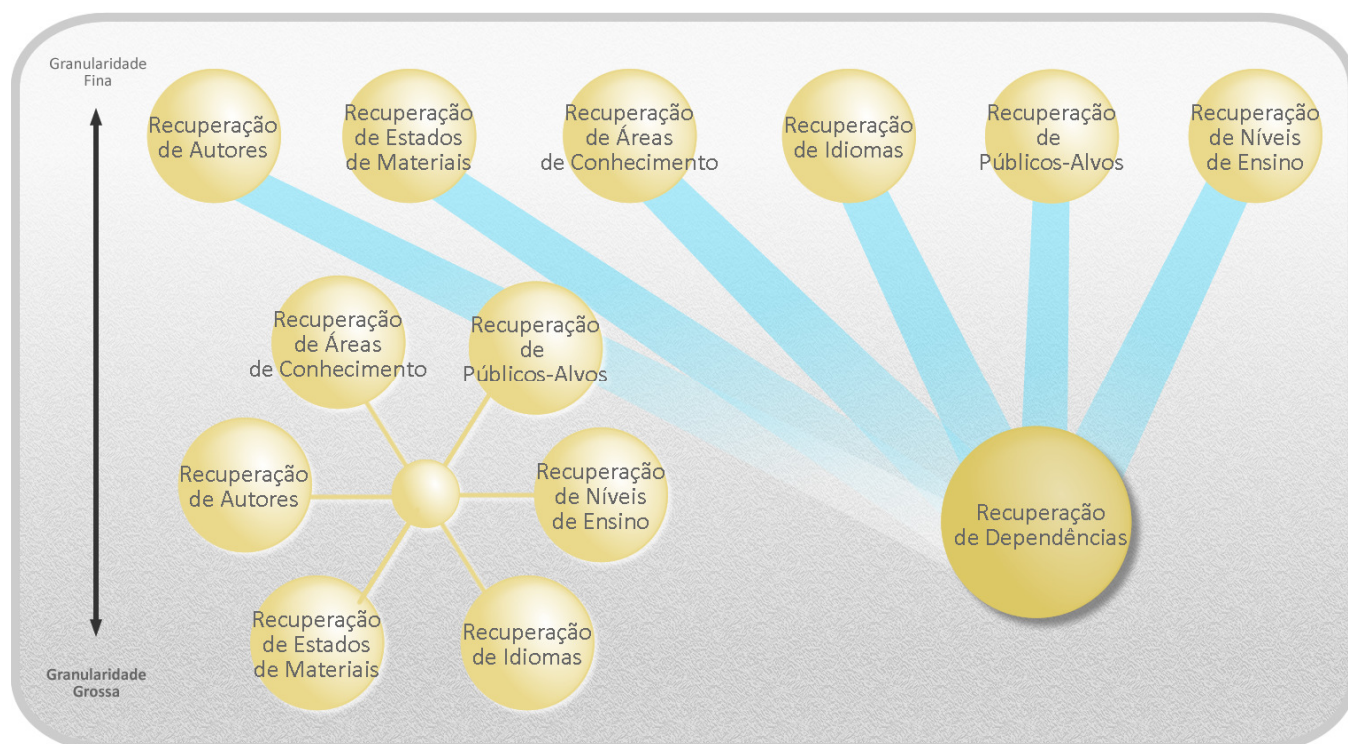 Granularidade
Fina
Recuperação
de Autores
Recuperação
de Estados
de Materiais
Recuperação
de Áreas
de Conhecimento
Recuperação
de Idiomas
Recuperação
de
Públicos-Alvos
Recuperação
de Níveis
de Ensino
Recuperação
de Áreas
de Conhecimento
Recuperação
de
Públicos-Alvos
Recuperação
de Autores
Recuperação
de Níveis
de Ensino
Recuperação
de Estados
de Materiais
Recuperação
de Idiomas
Recuperação
de Dependências
Granularidade
Grossa